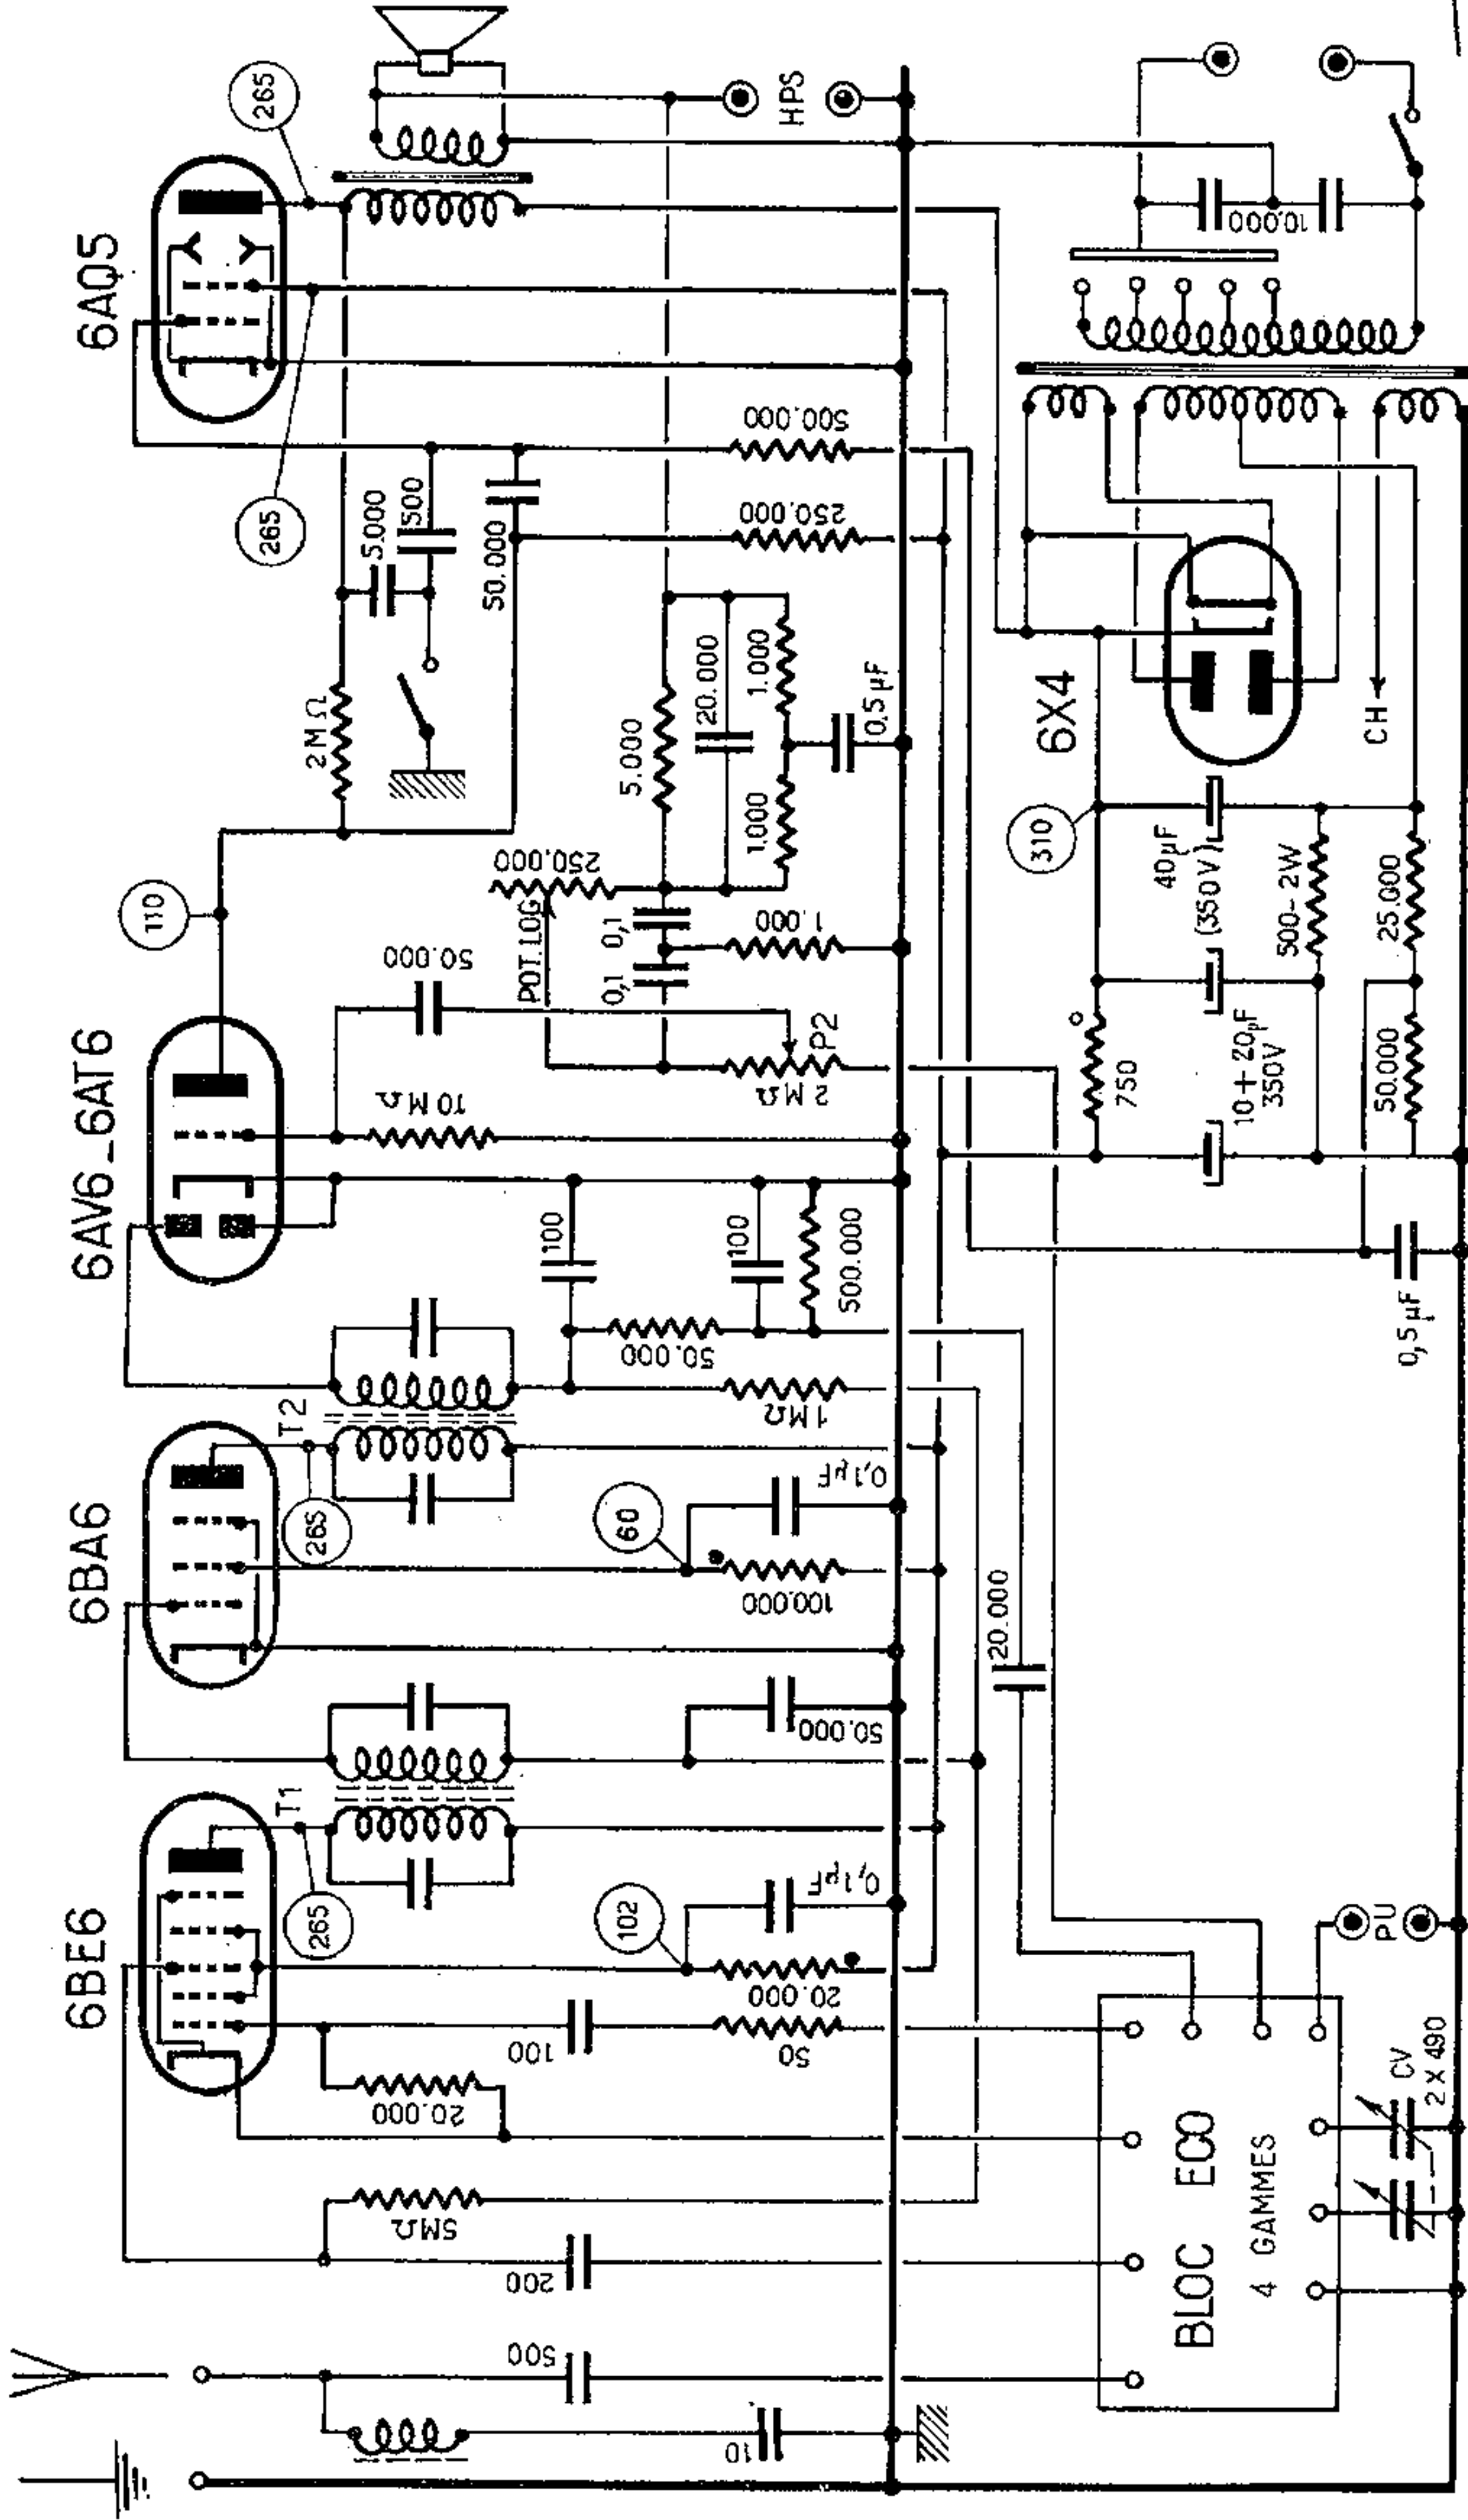 6BE6
6BA6
6AV6_6AT6
6AQ5
265
110
265
T1
T2
265
265
2MΩ
5.000
500
50.000
50.000
10 MΩ
5MΩ
20.000
200
500
10
100
50
20.000
0,1µF
102
50.000
60
100.000
0,1µF
1MΩ
50.000
100
100
500.000
POT. LOG
250.000
0,1
0,1
1.000
2 MΩ
P2
5.000
20.000
1.000
1.000
0,5µF
250.000
500.000
HPS
20.000
BLOC ECO
4 GAMMES
CV
2 X 490
PU
0,5µF
750
10+20µF
350V
50.000
310
40µF
(350V)
500-2W
25.000
6X4
CH
10.000